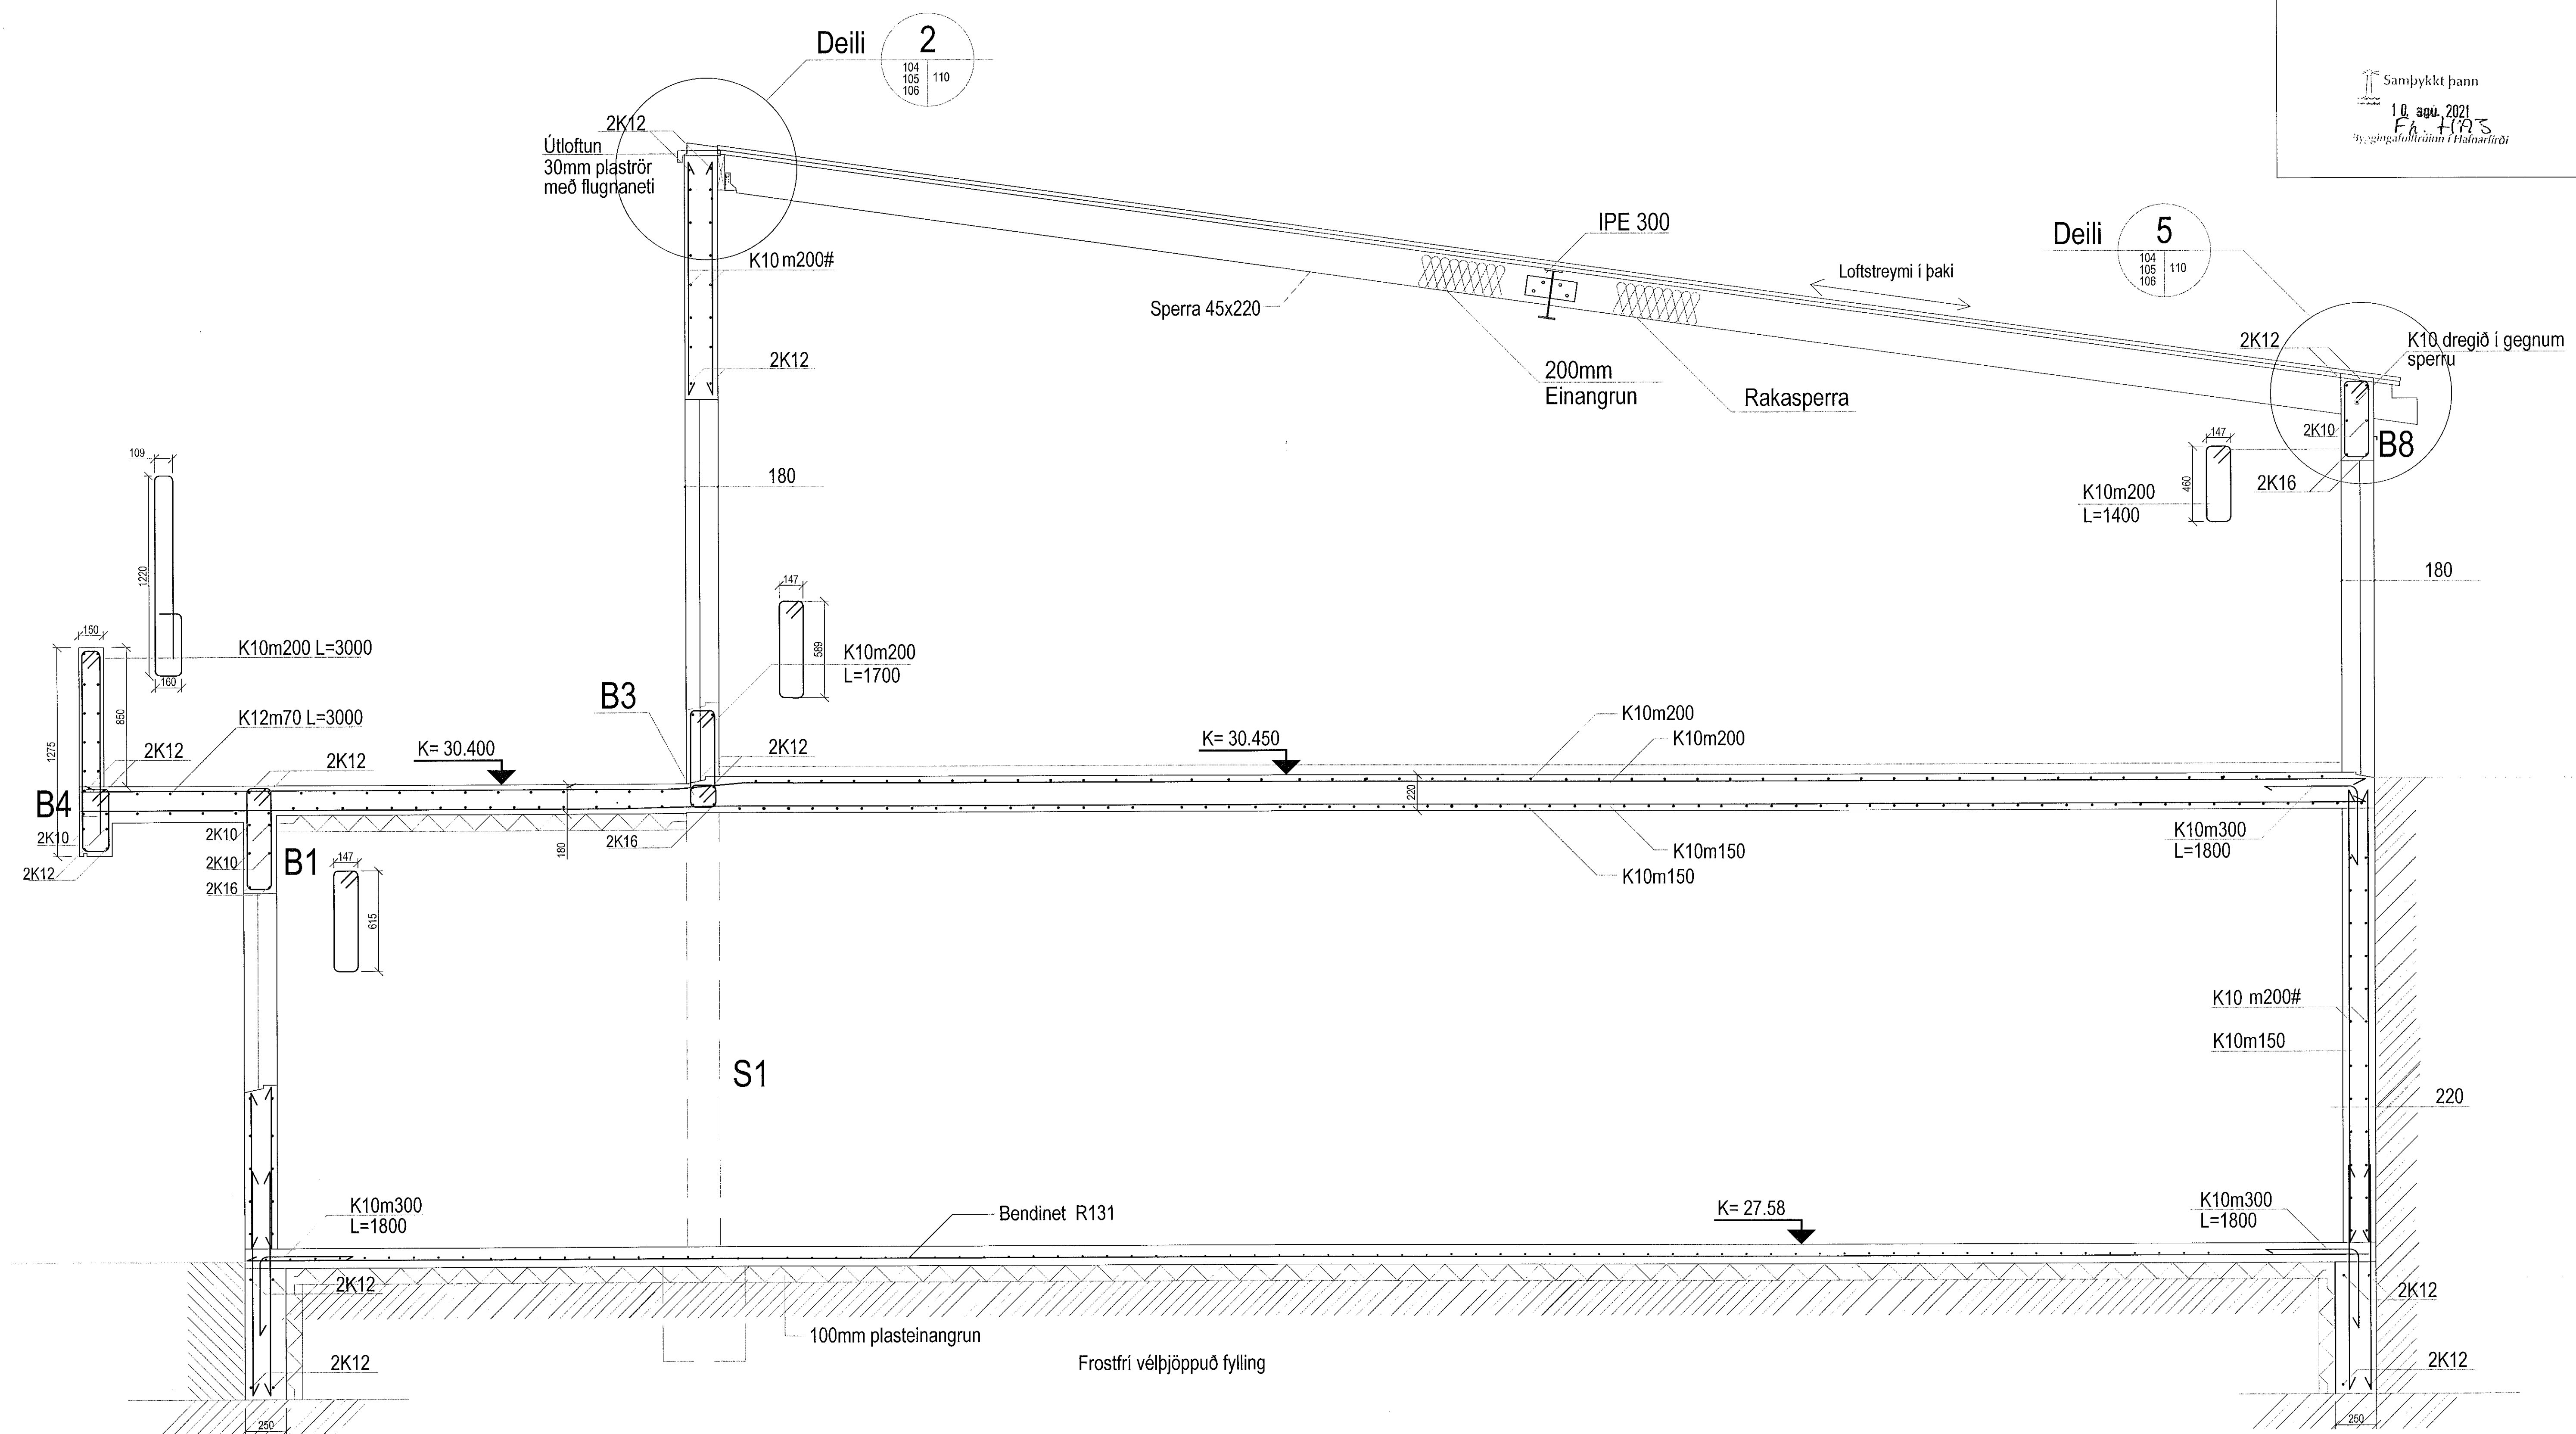 Deili
2
104
105
106
110
Samþykkt þann
10. agú. 2021
Byggingafulltrúinn í Hafnarfirði
2K12
Útloftun
30mm plaströr
með flugnaneti
IPE 300
Deili
5
104
105
106
110
K10 m200#
Loftstreymi í þaki
Sperra 45x220
2K12
K10 dregið í gegnum
sperru
2K12
200mm
Einangrun
Rakasperra
2K10
B8
147
109
180
2K16
460
K10m200
L=1400
1220
180
147
150
589
K10m200 L=3000
K10m200
L=1700
160
B3
850
K12m70 L=3000
K10m200
1275
2K12
2K12
K= 30.400
2K12
K= 30.450
K10m200
B4
220
2K10
2K10
2K10
180
2K16
K10m300
L=1800
2K12
2K16
B1
147
K10m150
K10m150
615
K10 m200#
K10m150
S1
220
K10m300
L=1800
Bendinet R131
K= 27.58
K10m300
L=1800
2K12
2K12
100mm plasteinangrun
2K12
Frostfrí vélþjöppuð fylling
2K12
250
250